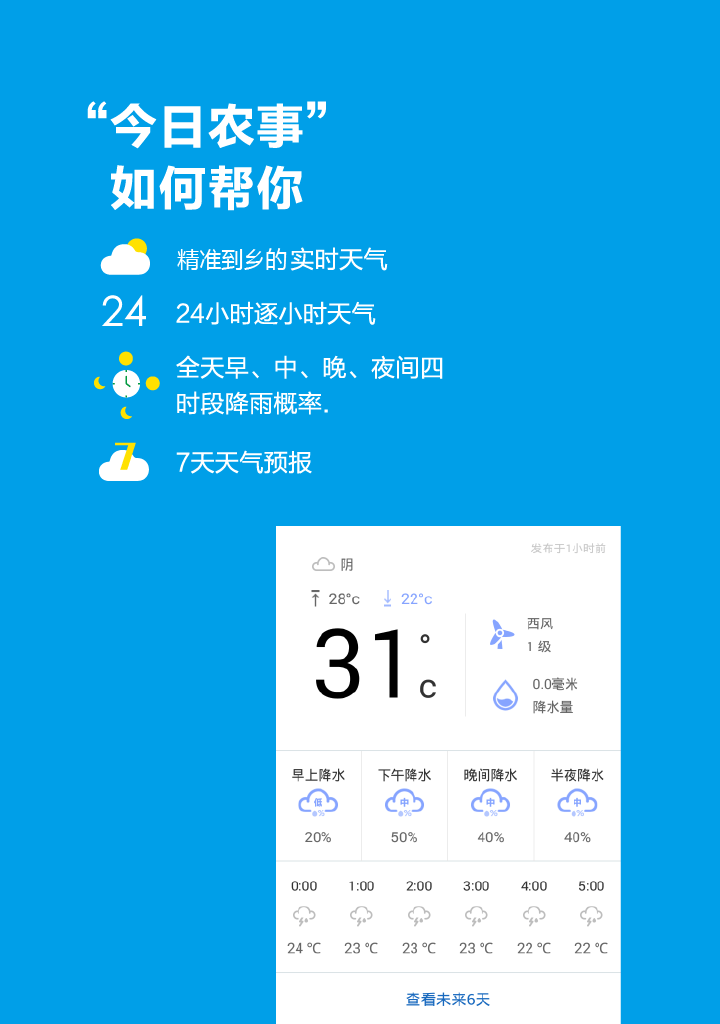 “今日农事”
如何帮你
精准到乡的实时天气
24
24小时逐小时天气
全天早、中、晚、夜间四
时段降雨概率.
7
7天天气预报
发布于1小时前
阴
28°c 22°c
31°c
西风
1 级
0.0毫米
降水量
早上降水 下午降水 晚间降水 半夜降水
低 中 中 中
% % % %
20% 50% 40% 40%
0:00 1:00 2:00 3:00 4:00 5:00
24 ℃ 23 ℃ 23 ℃ 23 ℃ 22 ℃ 22 ℃
查看未来6天